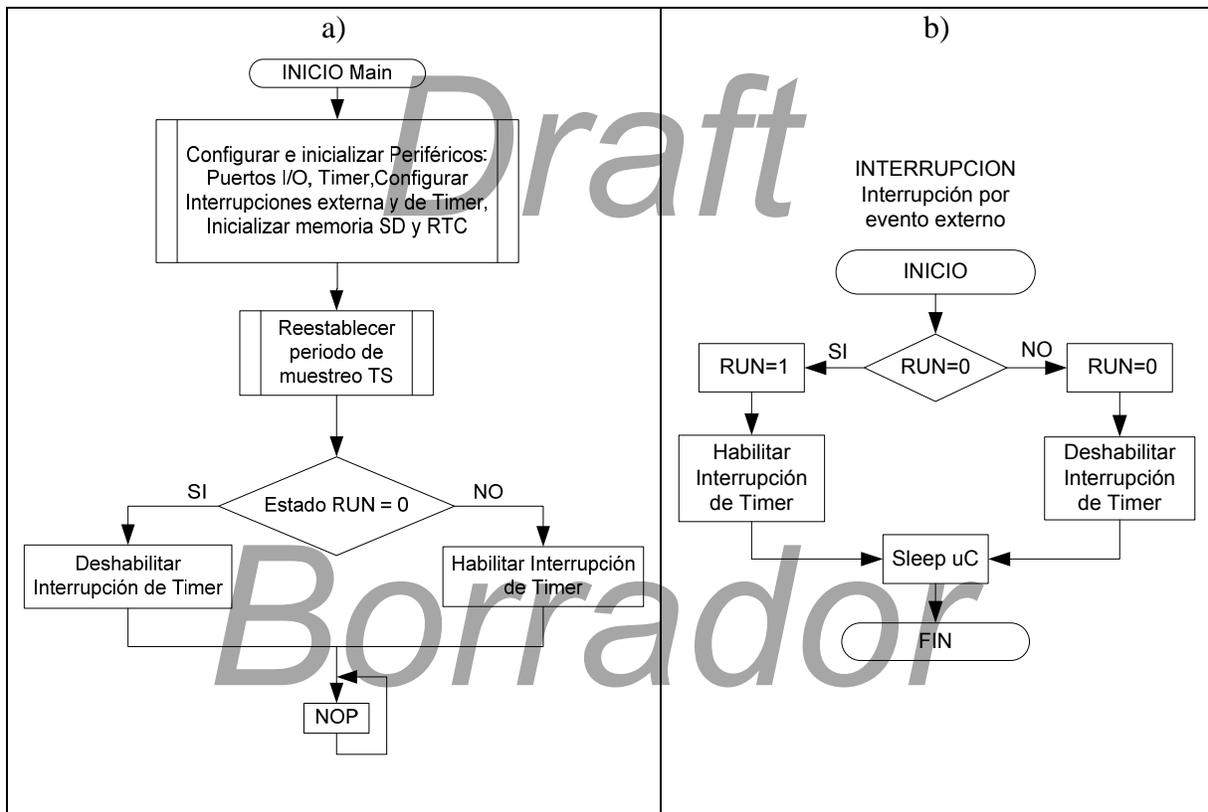 a)
INICIO Main
Configurar e inicializar Periféricos:
Puertos I/O, Timer,Configurar
Interrupciones externa y de Timer,
Inicializar memoria SD y RTC
Reestablecer
periodo de
muestreo TS
SI
Estado RUN = 0
NO
Deshabilitar
Interrupción de Timer
Habilitar Interrupción
de Timer
NOP
b)
INTERRUPCION
Interrupción por
evento externo
INICIO
RUN=1
SI
RUN=0
NO
RUN=0
Habilitar
Interrupción
de Timer
Deshabilitar
Interrupción
de Timer
Sleep uC
FIN
Draft
Borrador